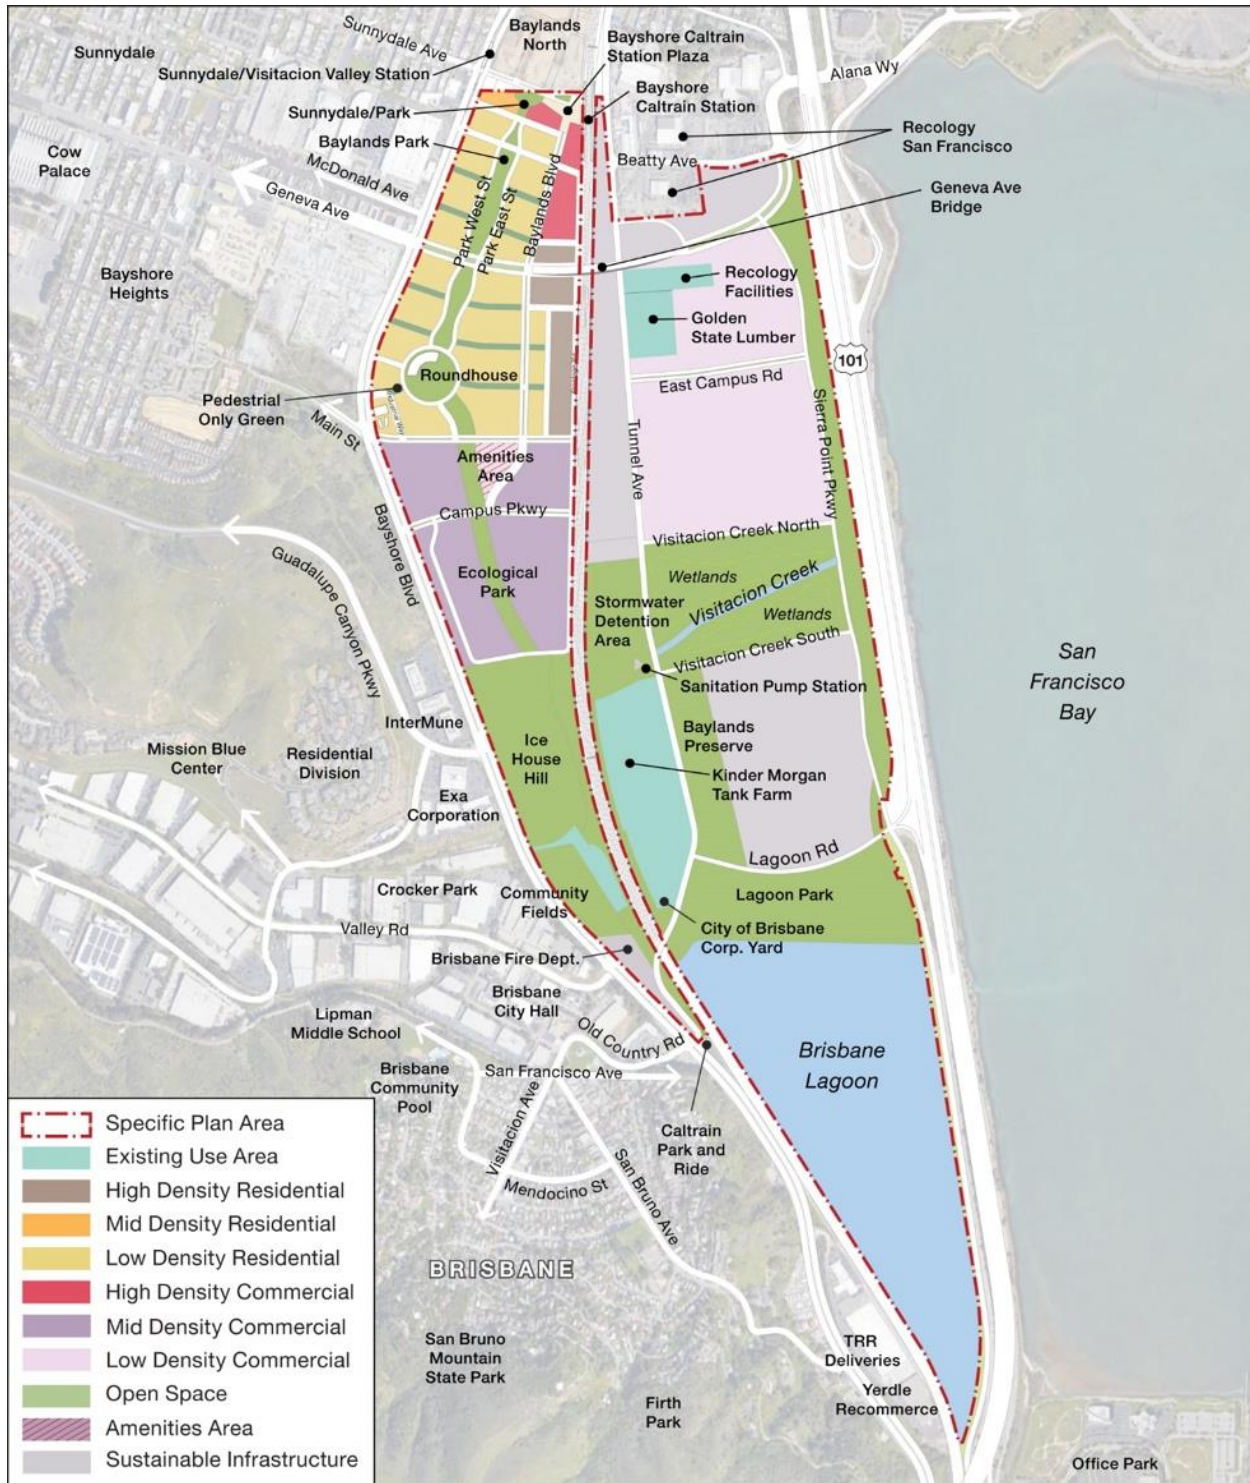 Sunnydale
Sunnydale Ave
Baylands
North
Bayshore Caltrain
Station Plaza
Alana Wy
Sunnydale/Visitacion Valley Station
Bayshore
Caltrain Station
Sunnydale/Park
Recology
San Francisco
Baylands Park
Beatty Ave
Cow
Palace
McDonald Ave
Geneva Ave
Geneva Ave
Bridge
Park West St
Park East St
Baylands Blvd
Bayshore
Heights
Recology
Facilities
Golden
State Lumber
101
Roundhouse
East Campus Rd
Pedestrial
Only Green
Industrial Way
Main St
Tunnel Ave
Sierra Point Pkwy
Amenities
Area
Campus Pkwy
Bayshore Blvd
Visitacion Creek North
Guadalupe Canyon Pkwy
Ecological
Park
Wetlands
Visitacion Creek
Stormwater
Detention
Area
Wetlands
Visitacion Creek South
San
Francisco
Bay
Sanitation Pump Station
InterMune
Baylands
Preserve
Mission Blue
Center
Residential
Division
Ice
House
Hill
Kinder Morgan
Tank Farm
Exa
Corporation
Lagoon Rd
Crocker Park
Community
Fields
Lagoon Park
Valley Rd
City of Brisbane
Corp. Yard
Brisbane Fire Dept.
Brisbane
City Hall
Lipman
Middle School
Old Country Rd
Brisbane
Lagoon
San Francisco Ave
Brisbane
Community
Pool
Visitacion Ave
Caltrain
Park and
Ride
Mendocino St
San Bruno Ave
BRISBANE
San Bruno
Mountain
State Park
TRR
Deliveries
Yerdle
Recommerce
Firth
Park
Office Park
Specific Plan Area
Existing Use Area
High Density Residential
Mid Density Residential
Low Density Residential
High Density Commercial
Mid Density Commercial
Low Density Commercial
Open Space
Amenities Area
Sustainable Infrastructure